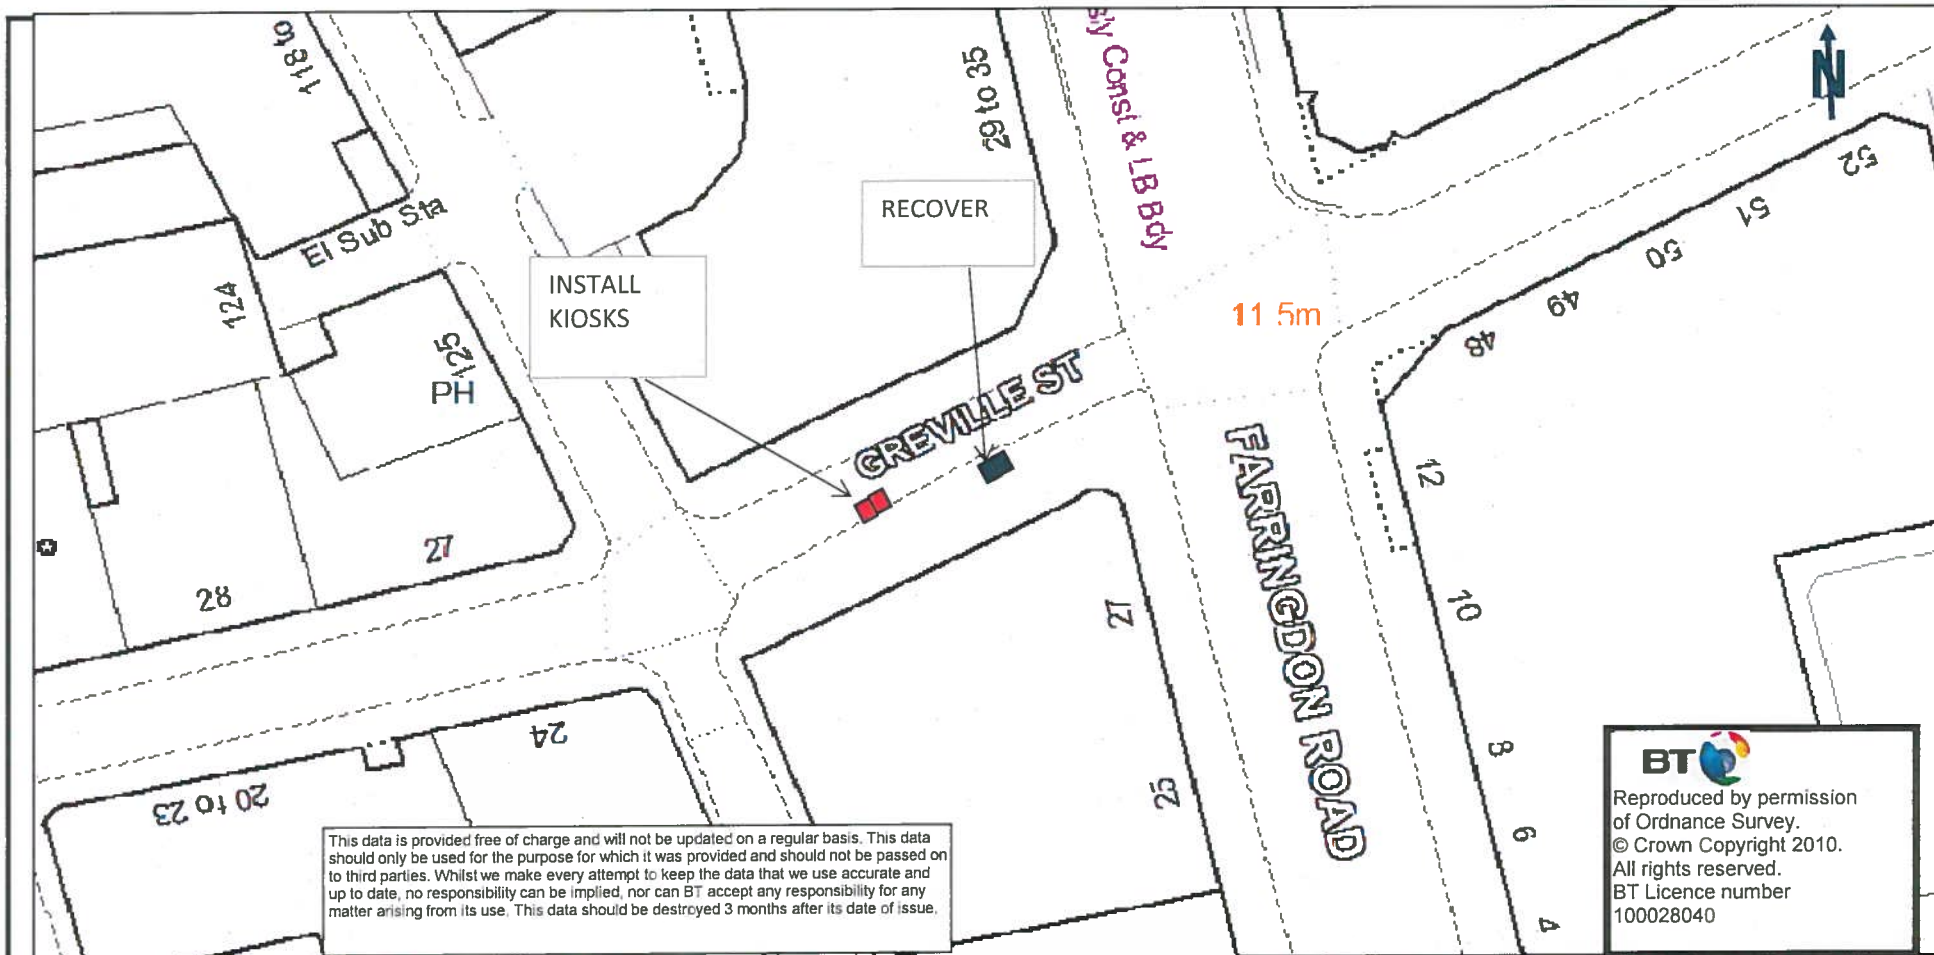 118 to
29 to 35
Consl & LB Bdy
N
RECOVER
El Sub Sta
INSTALL
KIOSKS
124
125
PH
11.5m
52
51
50
49
48
GREVILLE ST
FARRINGDON ROAD
12
10
8
6
4
27
28
27
25
24
20 to 23
This data is provided free of charge and will not be updated on a regular basis. This data
should only be used for the purpose for which it was provided and should not be passed on
to third parties. Whilst we make every attempt to keep the data that we use accurate and
up to date, no responsibility can be implied, nor can BT accept any responsibility for any
matter arising from its use. This data should be destroyed 3 months after its date of issue.
BT
Reproduced by permission
of Ordnance Survey.
© Crown Copyright 2010.
All rights reserved.
BT Licence number
100028040